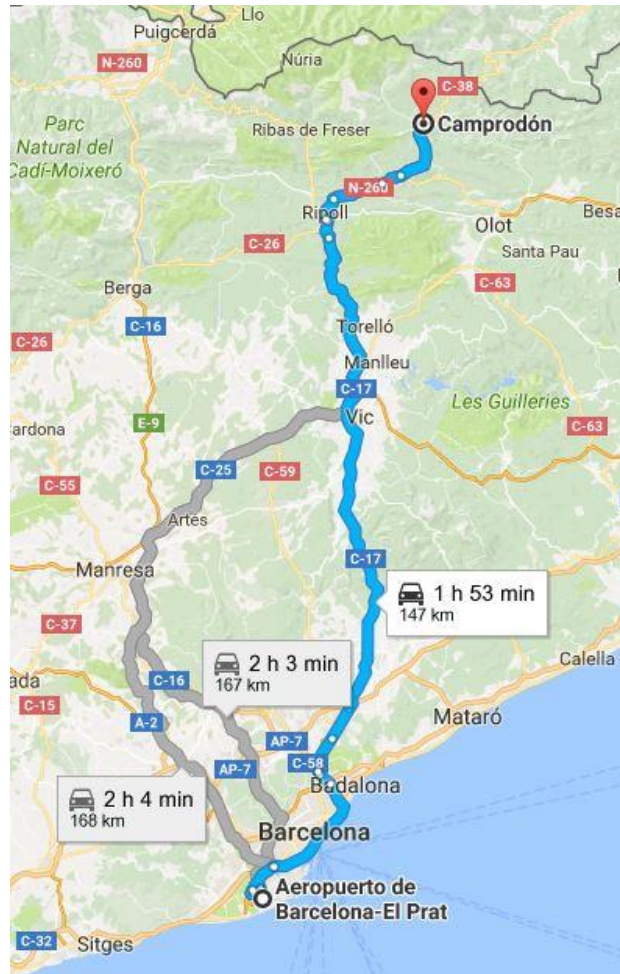 Llo
Puigcerdá
N-260
Núria
C-38
Parc
Natural del
Cadí-Moixeró
Ribas de Freser
Camprodón
N-260
Ripoll
Olot
Besa
C-26
Santa Pau
Berga
C-63
C-16
Torelló
C-26
Manlleu
C-17
Les Guilleries
Vic
E-9
C-63
Cardona
C-25
C-59
C-55
Artés
C-17
Manresa
1 h 53 min
147 km
C-37
2 h 3 min
167 km
Calella
ada
C-16
C-15
A-2
Mataró
AP-7
AP-7
C-58
2 h 4 min
168 km
Badalona
Barcelona
Aeropuerto de
Barcelona-El Prat
C-32
Sitges